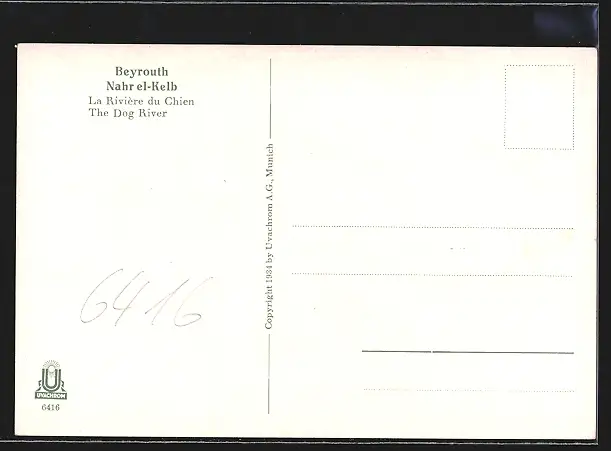 Beyrouth
Nahr el-Kelb
La Rivière du Chien
The Dog River
Copyright 1934 by Uvachrom A.G., Munich
6416
U
UVACHROM
6416